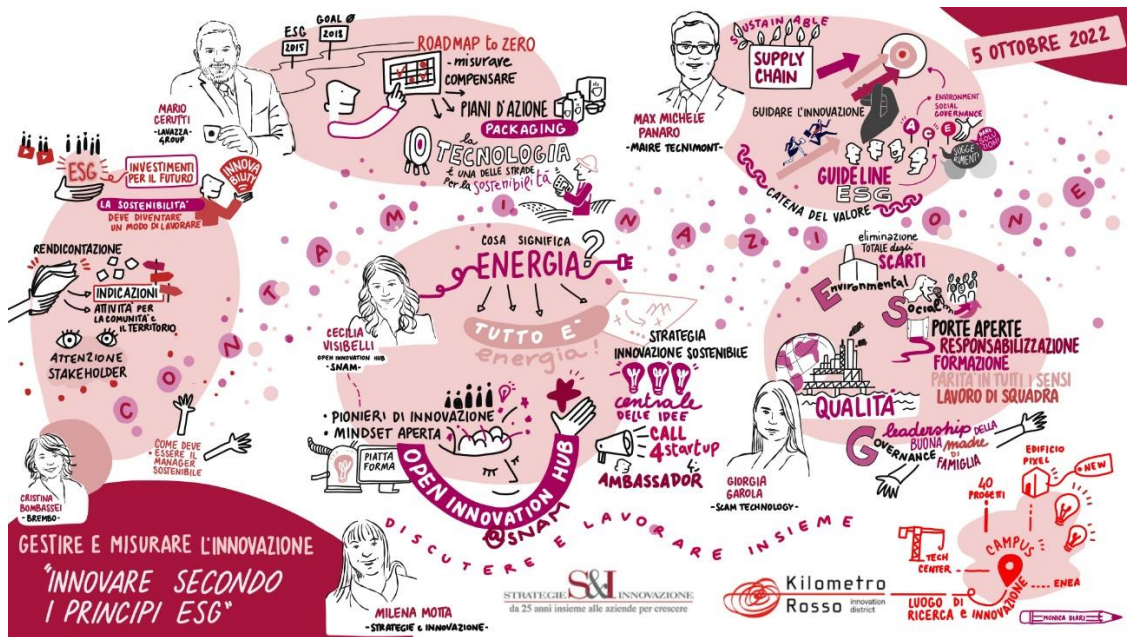 5 OTTOBRE 2022
ESG
2015
GOAL
ROADMAP to ZERO
- misurare
COMPENSARE
PIANI D'AZIONE
PACKAGING
la
TECNOLOGIA
È UNA DELLE STRADE
per la sostenibilità
MARIO
CERUTTI
-LAVAZZA
GROUP-
SUSTAINABLE
SUPPLY
CHAIN
GUIDARE L'INNOVAZIONE
ENVIRONMENT
SOCIAL
GOVERNANCE
A C E
SUGGE
RIMENTI
GUIDELINE
ESG
CATENA DEL VALORE
MAX MICHELE
PANARO
-MAIRE TECNIMONT-
ESG
INVESTIMENTI
PER IL FUTURO
INNOVA
BILITY
LA SOSTENIBILITA'
DEVE DIVENTARE
UN MODO DI LAVORARE
RENDICONTAZIONE
INDICAZIONI
ATTIVITÀ PER
LA COMUNITA' E
IL TERRITORIO
ATTENZIONE
STAKEHOLDER
COME DEVE
ESSERE IL
MANAGER
SOSTENIBILE
CRISTINA
BOMBASSEI
-BREMBO-
CONTAMINAZIONE
COSA SIGNIFICA
ENERGIA?
TUTTO E'
energia!
CECILIA
VISIBELLI
OPEN INNOVATION HUB
-SNAM-
• PIONIERI DI INNOVAZIONE
• MINDSET APERTA
PIATTA
FORMA
OPEN INNOVATION HUB
@SNAM
STRATEGIA
INNOVAZIONE SOSTENIBILE
centrale
DELLE IDEE
CALL
4startup
AMBASSADOR
eliminazione
TOTALE degli
SCARTI
Environmental
Social
PORTE APERTE
RESPONSABILIZZAZIONE
FORMAZIONE
PARITÀ IN TUTTI I SENSI
LAVORO DI SQUADRA
QUALITÀ
GOVERNANCE
leadership DELLA
BUONA madre
DI
FAMIGLIA
GIORGIA
GAROLA
-SCAM TECHNOLOGY-
DISCUTERE E LAVORARE INSIEME
GESTIRE E MISURARE L'INNOVAZIONE
"INNOVARE SECONDO
I PRINCIPI ESG"
MILENA MOTTA
-STRATEGIE e INNOVAZIONE-
STRATEGIE S&I INNOVAZIONE
da 25 anni insieme alle aziende per crescere
Kilometro
Rosso innovation
district
EDIFICIO
PIXEL
NEW
40
PROGETI
TECH
CENTER
CAMPUS
ENEA
LUOGO DI
RICERCA e INNOVAZIONE
MONICA DIARI